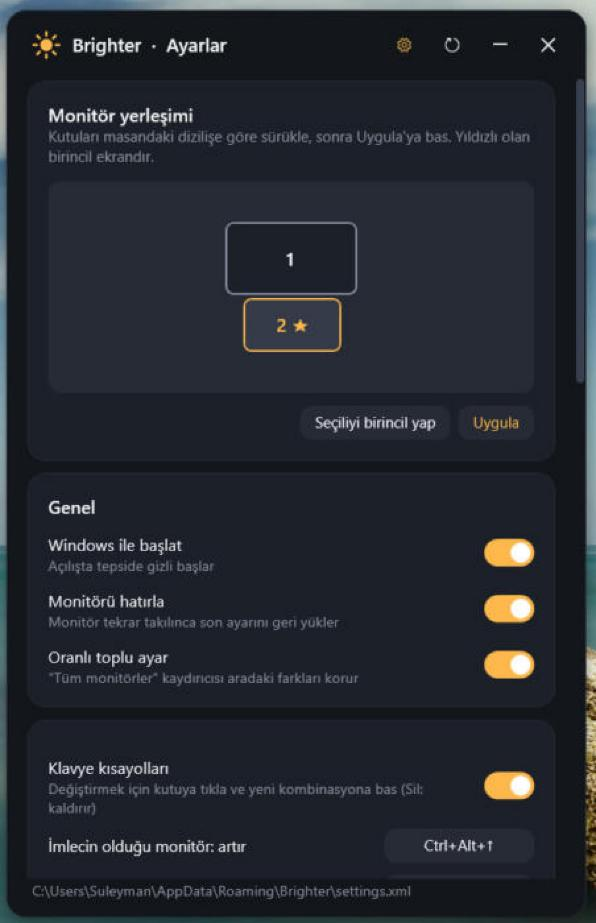 Brighter · Ayarlar
Monitör yerleşimi
Kutuları masandaki dizilişe göre sürükle, sonra Uygula'ya bas. Yıldızlı olan
birincil ekrandır.
1
2 ★
Seçiliyi birincil yap
Uygula
Genel
Windows ile başlat
Açılışta tepside gizli başlar
Monitörü hatırla
Monitör tekrar takılınca son ayarını geri yükler
Oranlı toplu ayar
"Tüm monitörler" kaydırıcısı aradaki farkları korur
Klavye kısayolları
Değiştirmek için kutuya tıkla ve yeni kombinasyona bas (Sil:
kaldırır)
İmlecin olduğu monitör: artır
Ctrl+Alt+↑
C:\Users\Suleyman\AppData\Roaming\Brighter\settings.xml